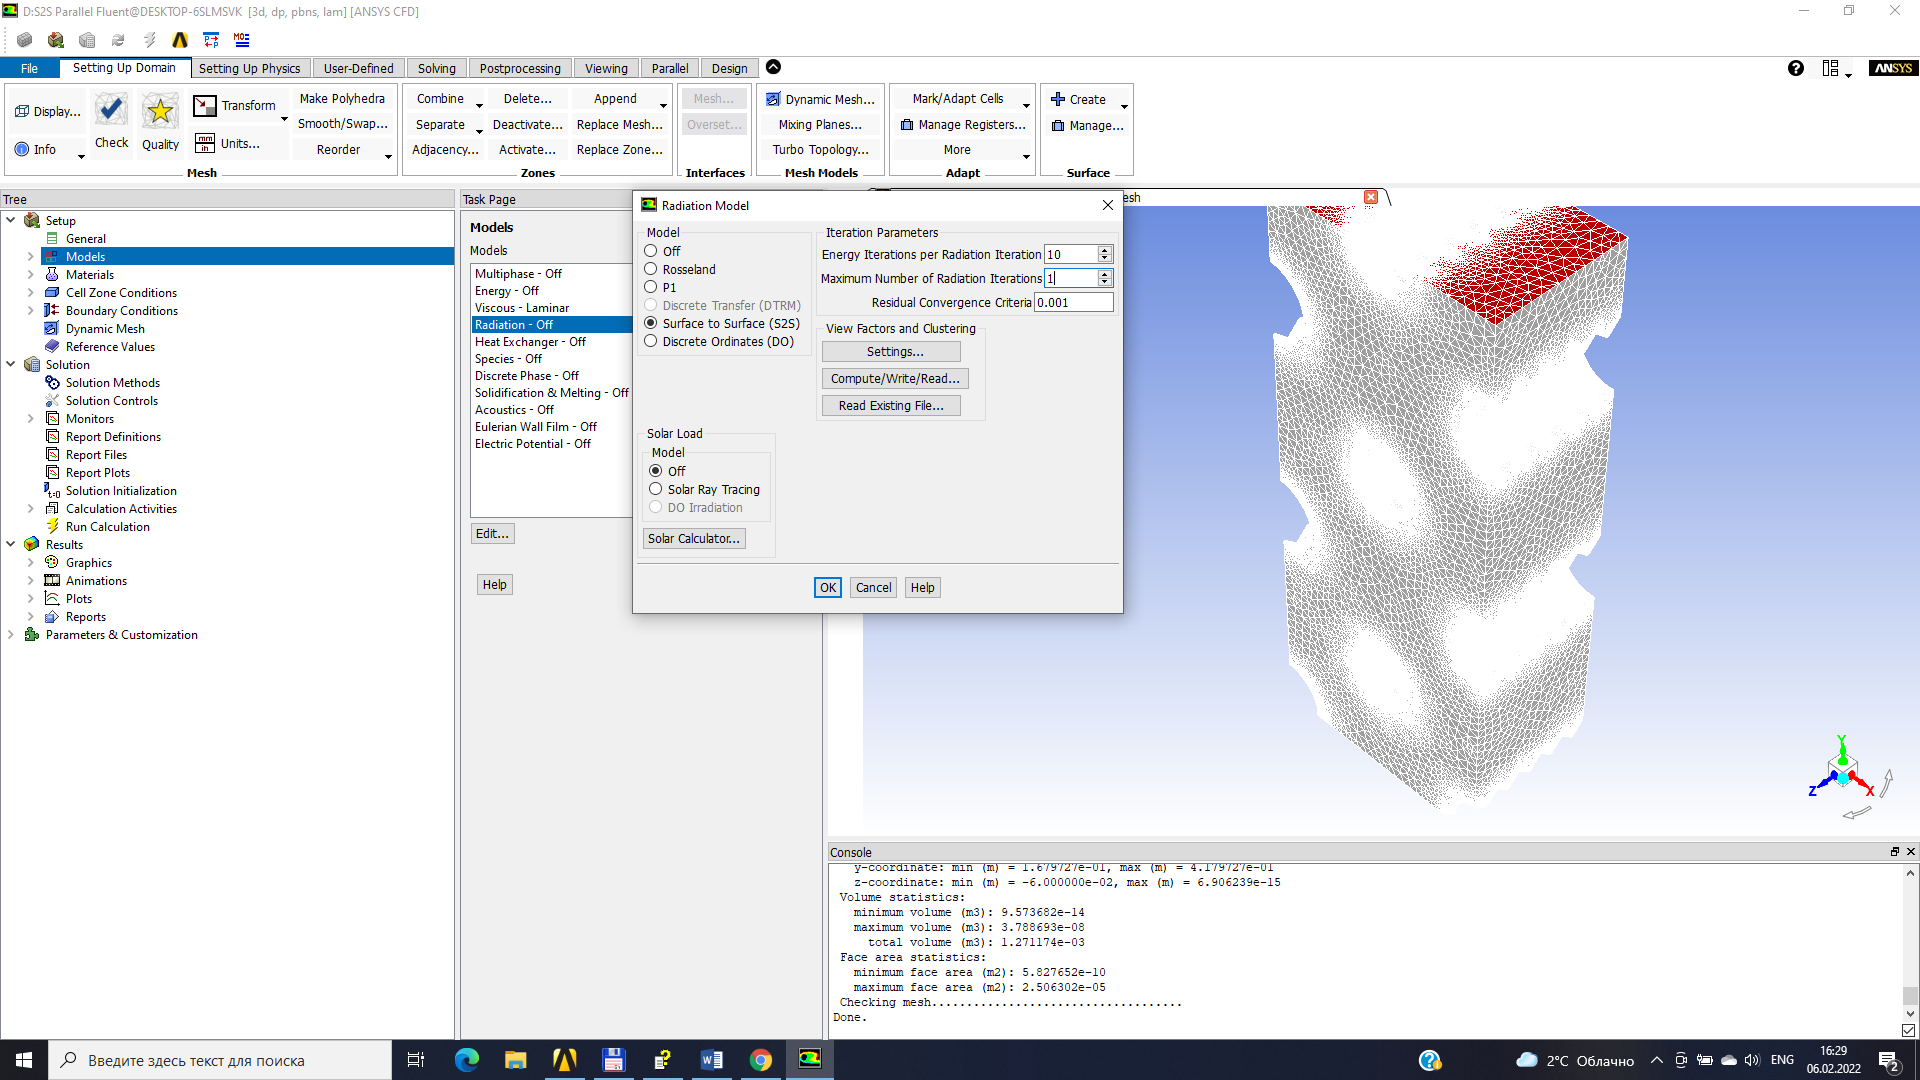 D:S2S Parallel Fluent@DESKTOP-6SLMSVK [3d, dp, pbns, lam] [ANSYS CFD]
File
Setting Up Domain
Setting Up Physics
User-Defined
Solving
Postprocessing
Viewing
Parallel
Design
ANSYS
Display...
Info
Check
Quality
Transform
Units...
Make Polyhedra
Smooth/Swap...
Reorder
Mesh
Combine
Separate
Adjacency...
Delete...
Deactivate...
Activate...
Append
Replace Mesh...
Replace Zone...
Zones
Mesh...
Overset...
Interfaces
Dynamic Mesh...
Mixing Planes...
Turbo Topology...
Mesh Models
Mark/Adapt Cells
Manage Registers...
More
Adapt
Create
Manage...
Surface
Tree
Setup
General
Models
Materials
Cell Zone Conditions
Boundary Conditions
Dynamic Mesh
Reference Values
Solution
Solution Methods
Solution Controls
Monitors
Report Definitions
Report Files
Report Plots
Solution Initialization
Calculation Activities
Run Calculation
Results
Graphics
Animations
Plots
Reports
Parameters & Customization
Task Page
Models
Models
Multiphase - Off
Energy - Off
Viscous - Laminar
Radiation - Off
Heat Exchanger - Off
Species - Off
Discrete Phase - Off
Solidification & Melting - Off
Acoustics - Off
Eulerian Wall Film - Off
Electric Potential - Off
Edit...
Help
Radiation Model
Model
Off
Rosseland
P1
Discrete Transfer (DTRM)
Surface to Surface (S2S)
Discrete Ordinates (DO)
Iteration Parameters
Energy Iterations per Radiation Iteration 10
Maximum Number of Radiation Iterations 1
Residual Convergence Criteria 0.001
View Factors and Clustering
Settings...
Compute/Write/Read...
Read Existing File...
Solar Load
Model
Off
Solar Ray Tracing
DO Irradiation
Solar Calculator...
OK
Cancel
Help
esh
Y
Z
X
Console
y-coordinate: min (m) = 1.679727e-01, max (m) = 4.179727e-01
z-coordinate: min (m) = -6.000000e-02, max (m) = 6.906239e-15
Volume statistics:
minimum volume (m3): 9.573682e-14
maximum volume (m3): 3.788693e-08
total volume (m3): 1.271174e-03
Face area statistics:
minimum face area (m2): 5.827652e-10
maximum face area (m2): 2.506302e-05
Checking mesh....................................
Done.
Введите здесь текст для поиска
2°C Облачно
ENG
16:29
06.02.2022
2